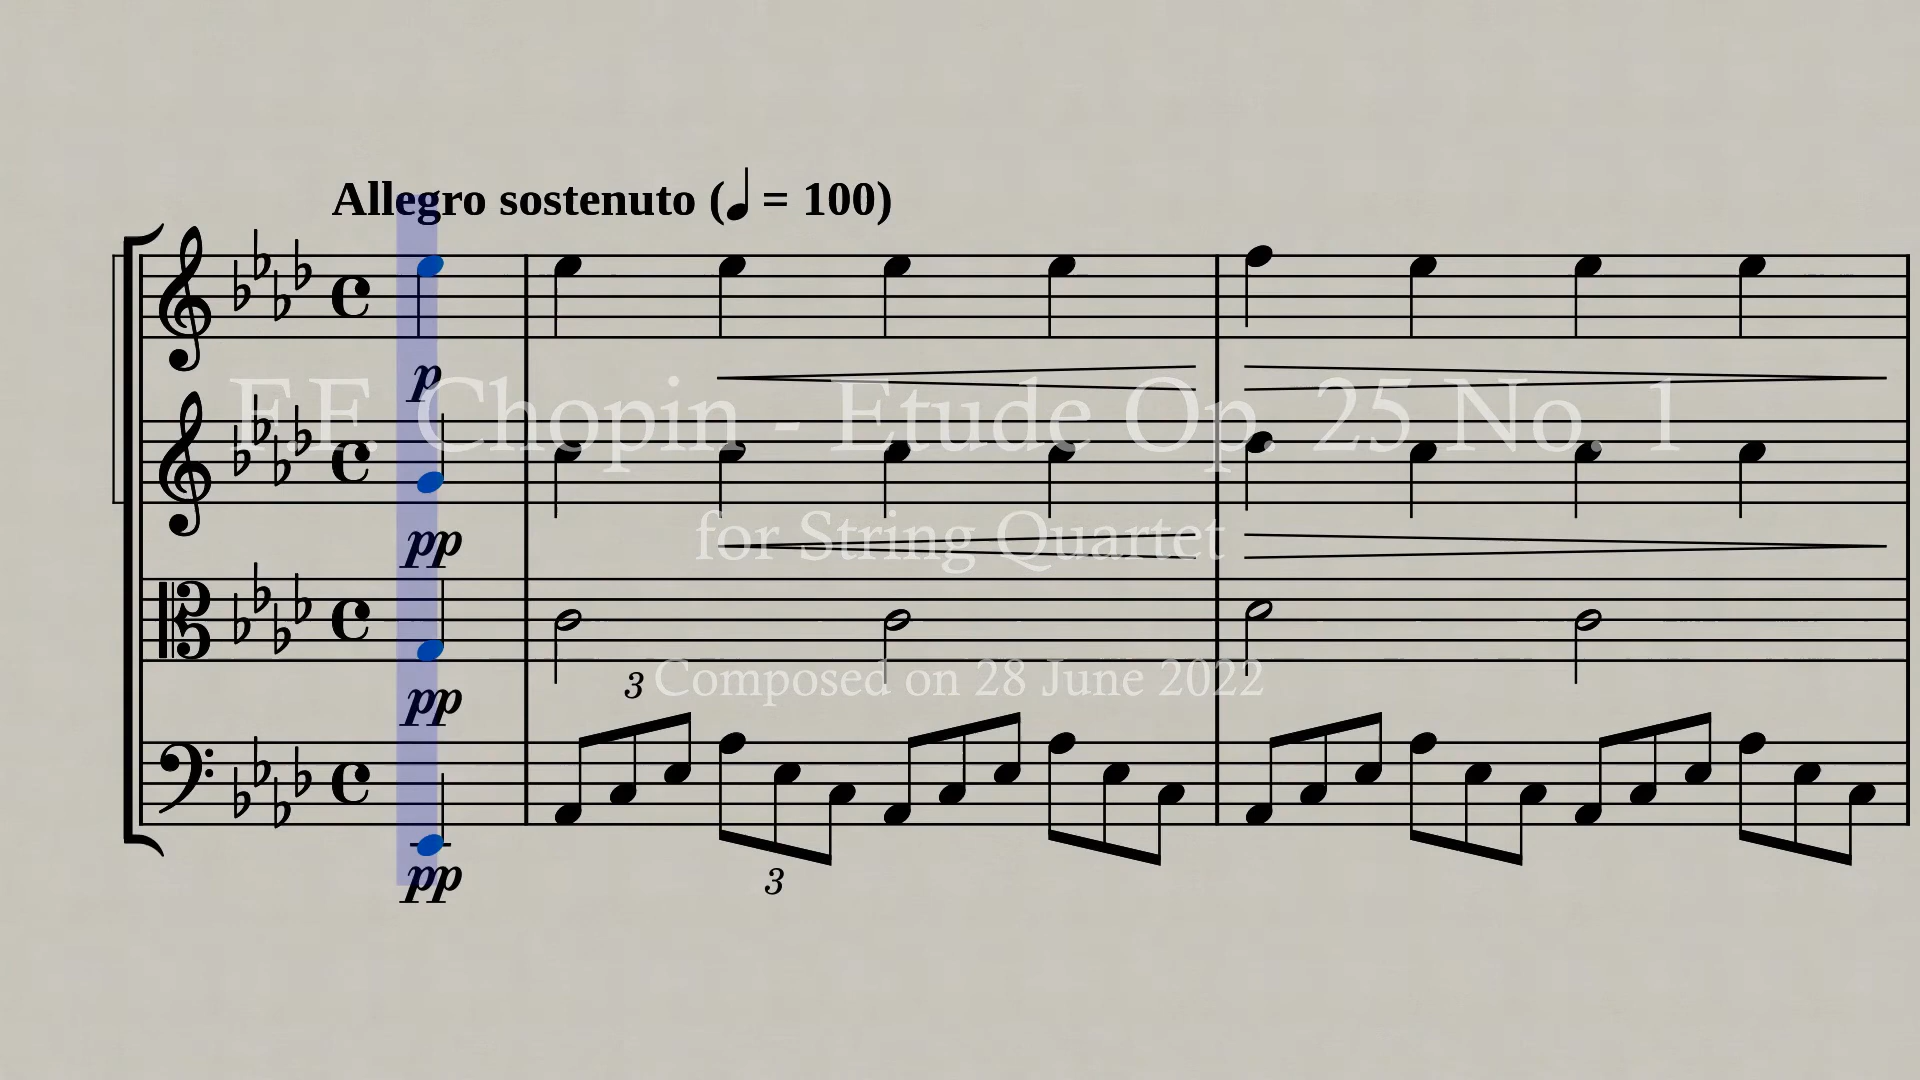 Allegro sostenuto (♩ = 100)
p
F.F. Chopin - Etude Op. 25 No. 1
pp
for String Quartet
pp
3
Composed on 28 June 2022
pp
3